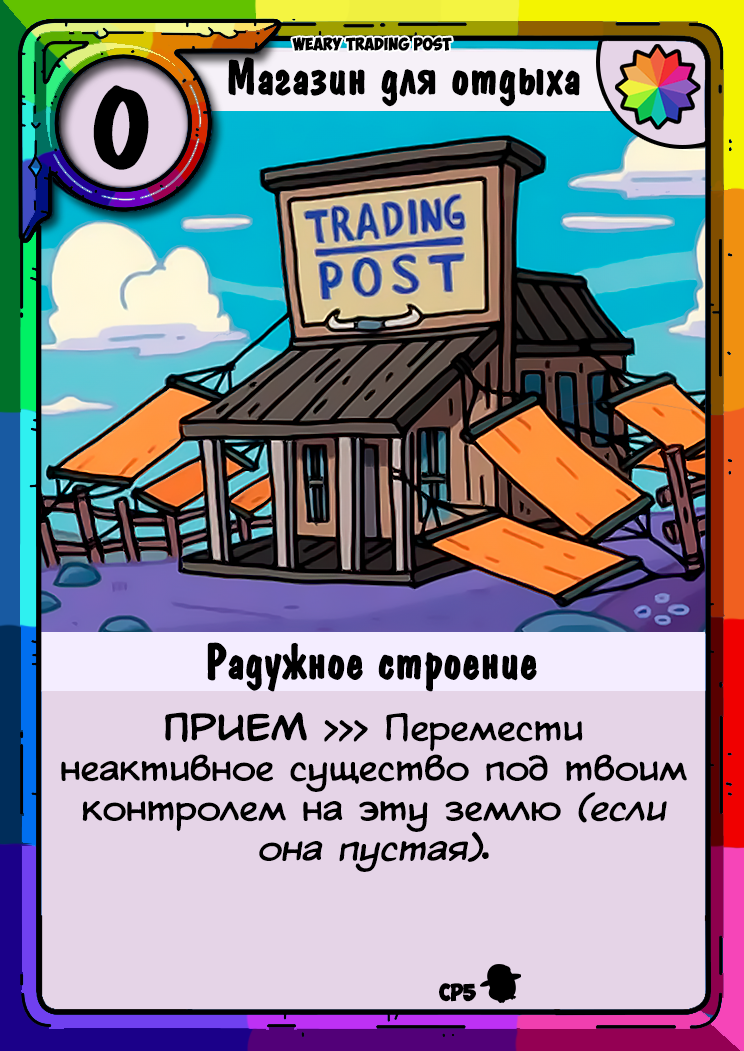 WEARY TRADING POST
0
Магазин для отдыха
TRADING
POST
Радужное строение
ПРИЕМ >>> Перемести
неактивное существо под твоим
контролем на эту землю (если
она пустая).
CP5